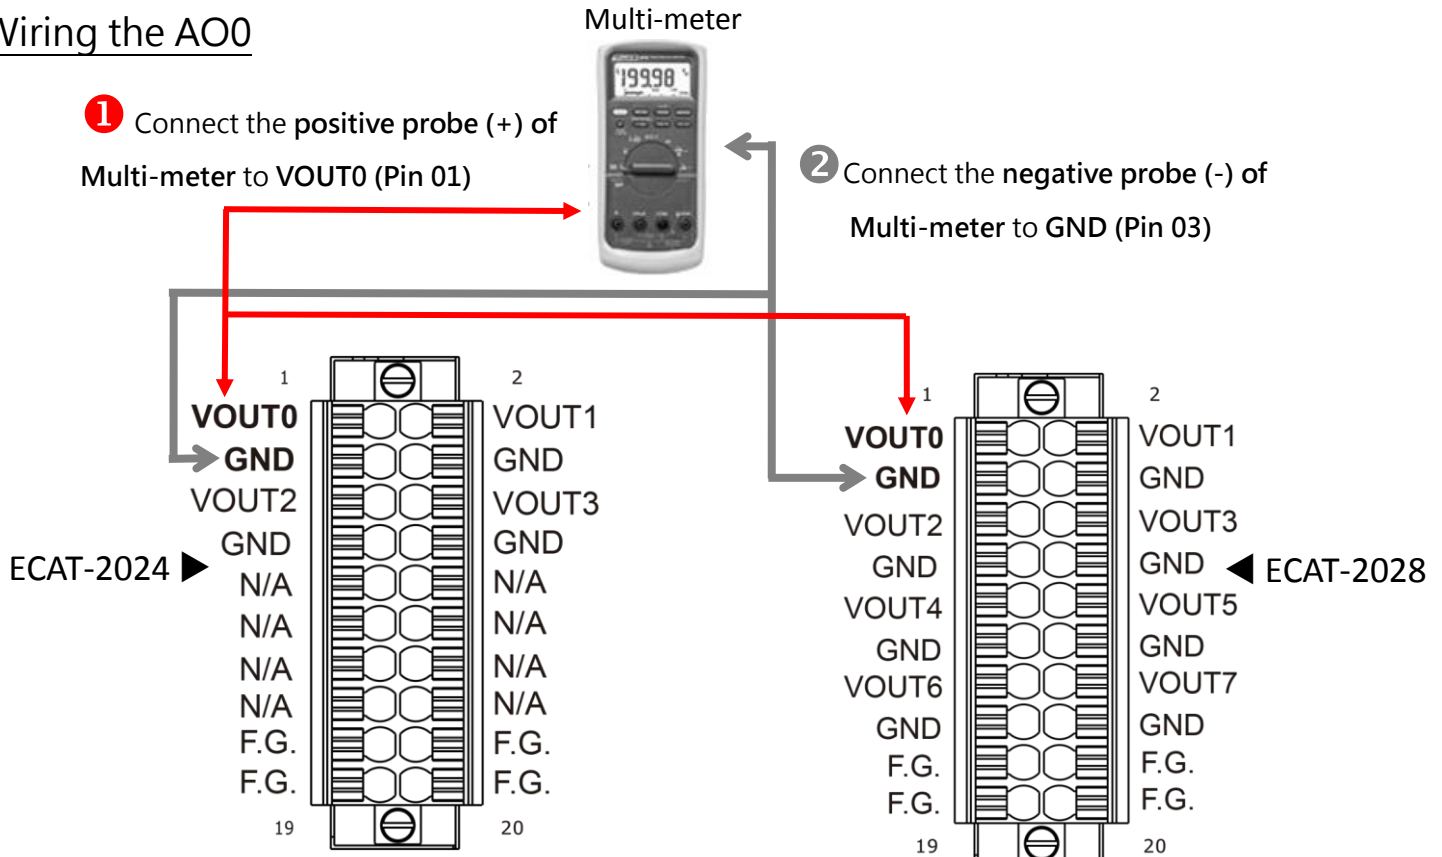 Wiring the AO0
Multi-meter
199.98
1 Connect the positive probe (+) of
Multi-meter to VOUT0 (Pin 01)
2 Connect the negative probe (-) of
Multi-meter to GND (Pin 03)
ECAT-2024
1 2
VOUT0 VOUT1
GND GND
VOUT2 VOUT3
GND GND
N/A N/A
N/A N/A
N/A N/A
N/A N/A
F.G. F.G.
F.G. F.G.
19 20
ECAT-2028
1 2
VOUT0 VOUT1
GND GND
VOUT2 VOUT3
GND GND
VOUT4 VOUT5
GND GND
VOUT6 VOUT7
GND GND
F.G. F.G.
F.G. F.G.
19 20